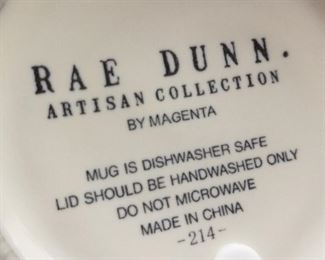 RAE DUNN.
ARTISAN COLLECTION
BY MAGENTA
MUG IS DISHWASHER SAFE
LID SHOULD BE HANDWASHED ONLY
DO NOT MICROWAVE
MADE IN CHINA
-214-